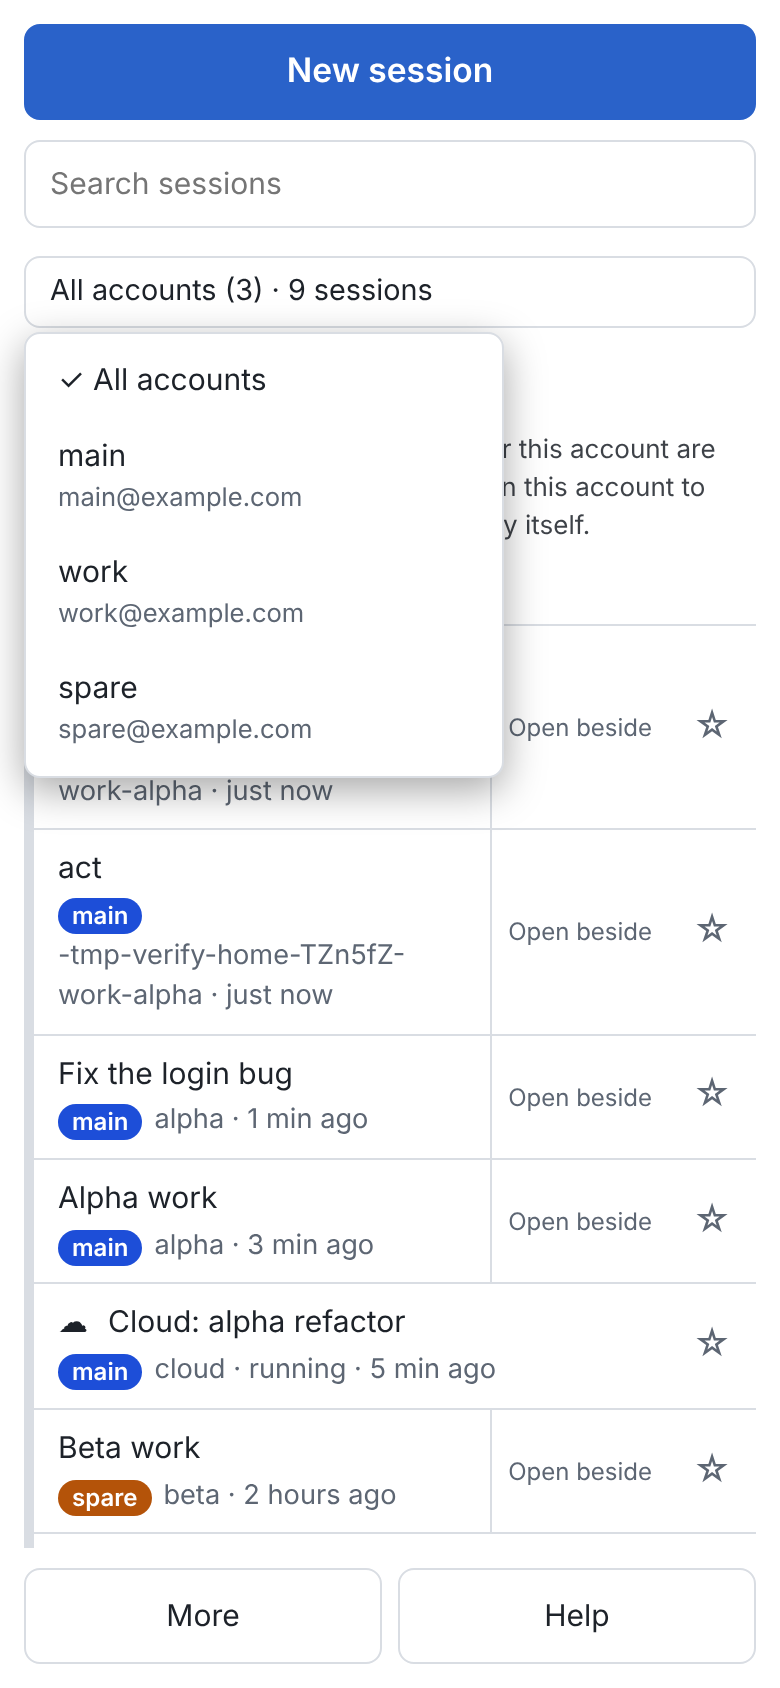 New session
Search sessions
All accounts (3) · 9 sessions
✓ All accounts
main
main@example.com
work
work@example.com
spare
spare@example.com
this account are
this account to
itself.
Open beside
work-alpha · just now
act
main
-tmp-verify-home-TZn5fZ-
work-alpha · just now
Open beside
Fix the login bug
main alpha · 1 min ago
Open beside
Alpha work
main alpha · 3 min ago
Open beside
Cloud: alpha refactor
main cloud · running · 5 min ago
Beta work
spare beta · 2 hours ago
Open beside
More
Help